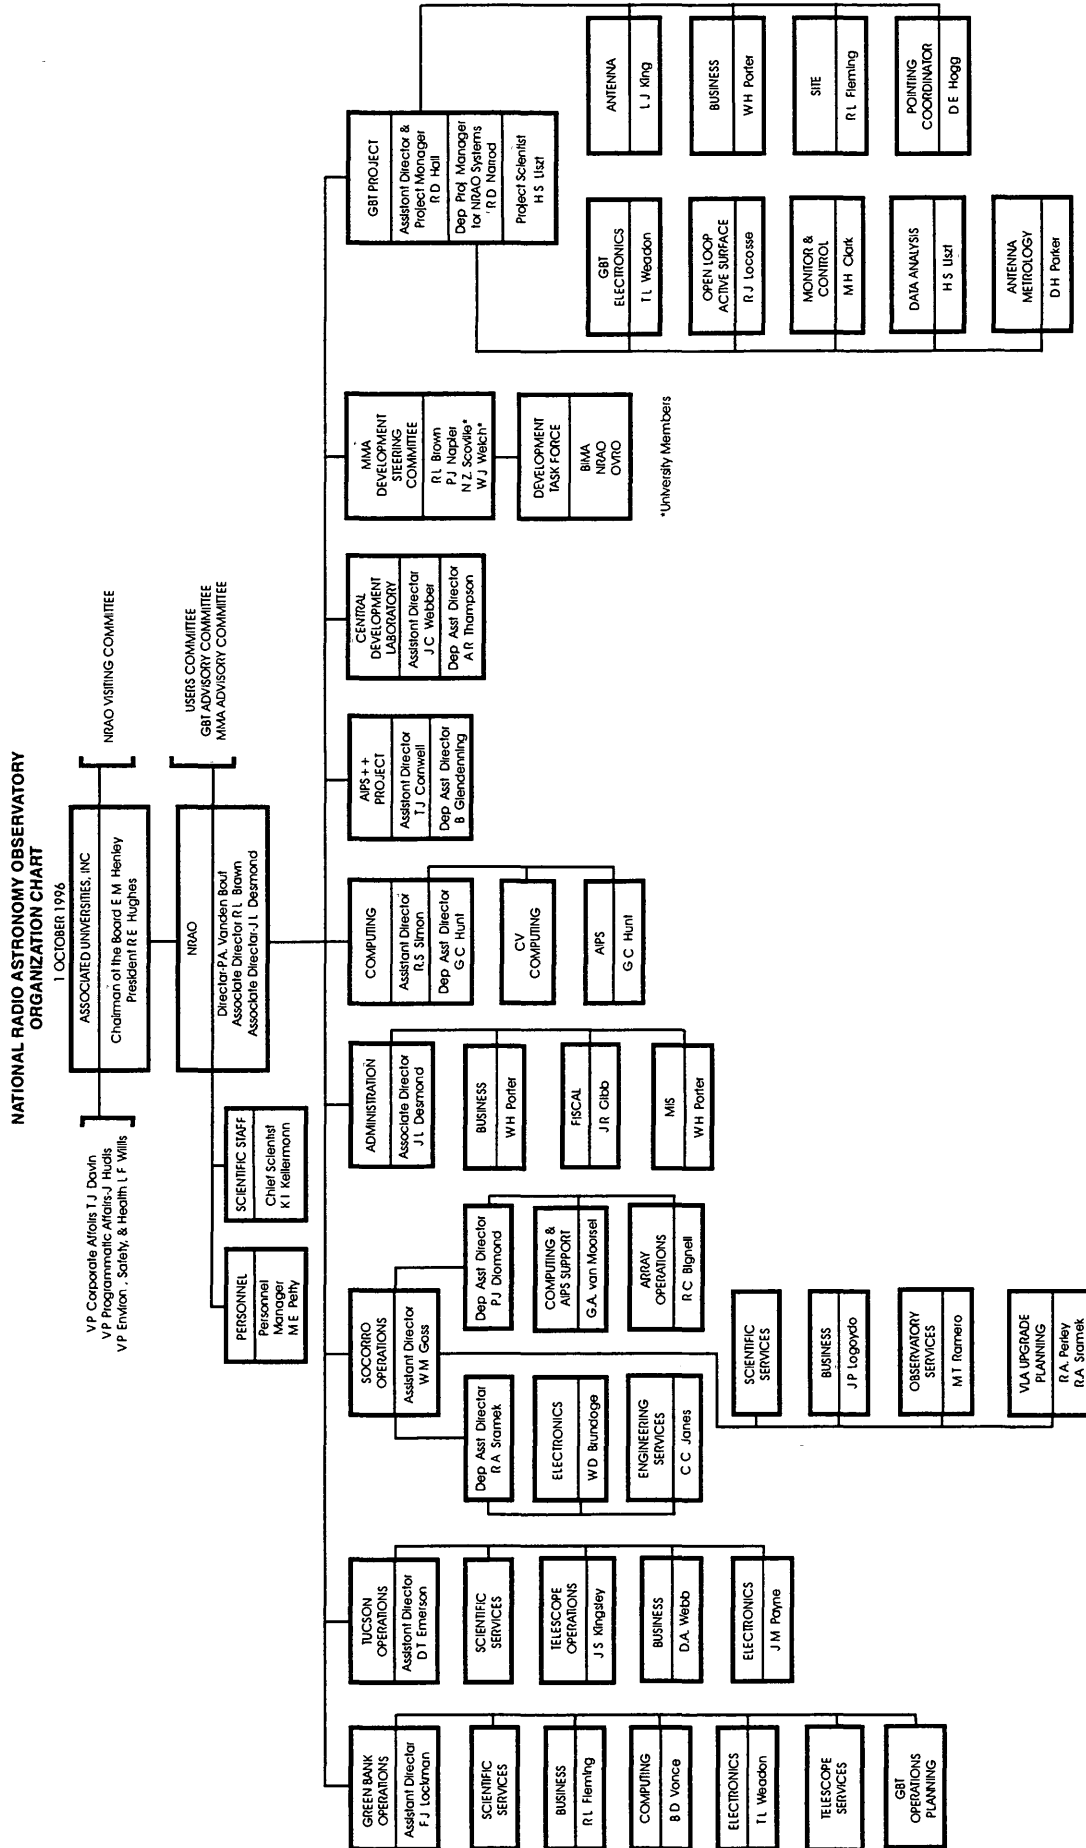 NATIONAL RADIO ASTRONOMY OBSERVATORY
ORGANIZATION CHART
1 OCTOBER 1996
ASSOCIATED UNIVERSITIES, INC
Chairman of the Board E M Henley
President R E Hughes
V P Corporate Affairs T J Davin
V P Programmatic Affairs-J Hudis
V P Environ , Safety, & Health L F Wills
NRAO VISITING COMMITTEE
NRAO
Director-P.A. Vanden Bout
Associate Director R L Brown
Associate Director-J L Desmond
USERS COMMITTEE
GBT ADVISORY COMMITTEE
MMA ADVISORY COMMITTEE
PERSONNEL
Personnel
Manager
M E Petty
SCIENTIFIC STAFF
Chief Scientist
K I Kellermann
GREEN BANK
OPERATIONS
Assistant Director
F J Lockman
SCIENTIFIC
SERVICES
BUSINESS
R L Fleming
COMPUTING
B D Vance
ELECTRONICS
T L Weadon
TELESCOPE
SERVICES
GBT
OPERATIONS
PLANNING
TUCSON
OPERATIONS
Assistant Director
D T Emerson
SCIENTIFIC
SERVICES
TELESCOPE
OPERATIONS
J S Kingsley
BUSINESS
D.A. Webb
ELECTRONICS
J M Payne
SOCORRO
OPERATIONS
Assistant Director
W M Goss
Dep Asst Director
R A Sramek
ELECTRONICS
W D Brundage
ENGINEERING
SERVICES
C C Janes
Dep Asst Director
P J Diamond
COMPUTING &
AIPS SUPPORT
G.A. van Moorsel
ARRAY
OPERATIONS
R C Bignell
SCIENTIFIC
SERVICES
BUSINESS
J P Lagoydo
OBSERVATORY
SERVICES
M T Romero
VLA UPGRADE
PLANNING
R A. Perley
R.A Sramek
ADMINISTRATION
Associate Director
J L Desmond
BUSINESS
W H Porter
FISCAL
J R Gibb
MIS
W H Porter
COMPUTING
Assistant Director
R.S Simon
Dep Asst Director
G C Hunt
CV
COMPUTING
AIPS
G C Hunt
AIPS++
PROJECT
Assistant Director
T J Cornwell
Dep Asst Director
B Glendenning
CENTRAL
DEVELOPMENT
LABORATORY
Assistant Director
J C Webber
Dep Asst Director
A R Thompson
MMA
DEVELOPMENT
STEERING
COMMITTEE
R L Brown
P J Napier
N Z. Scoville*
W J Welch*
DEVELOPMENT
TASK FORCE
BIMA
NRAO
OVRO
*University Members
GBT PROJECT
Assistant Director &
Project Manager
R D Hall
Dep Proj Manager
for NRAO Systems
'R D Norrod
Project Scientist
H S Liszt
GBT
ELECTRONICS
T L Weadon
OPEN LOOP
ACTIVE SURFACE
R J Lacasse
MONITOR &
CONTROL
M H Clark
DATA ANALYSIS
H S Liszt
ANTENNA
METROLOGY
D H Parker
ANTENNA
L J King
BUSINESS
W H Porter
SITE
R L Fleming
POINTING
COORDINATOR
D E Hogg